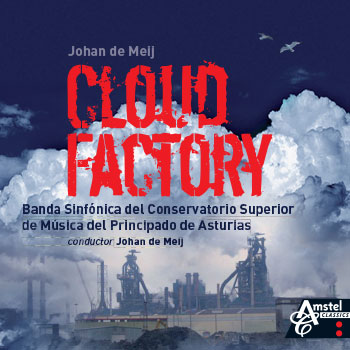 Johan de Meij
CLOUD
FACTORY
Banda Sinfónica del Conservatorio Superior
de Música del Principado de Asturias
conductor Johan de Meij
Amstel
CLASSICS